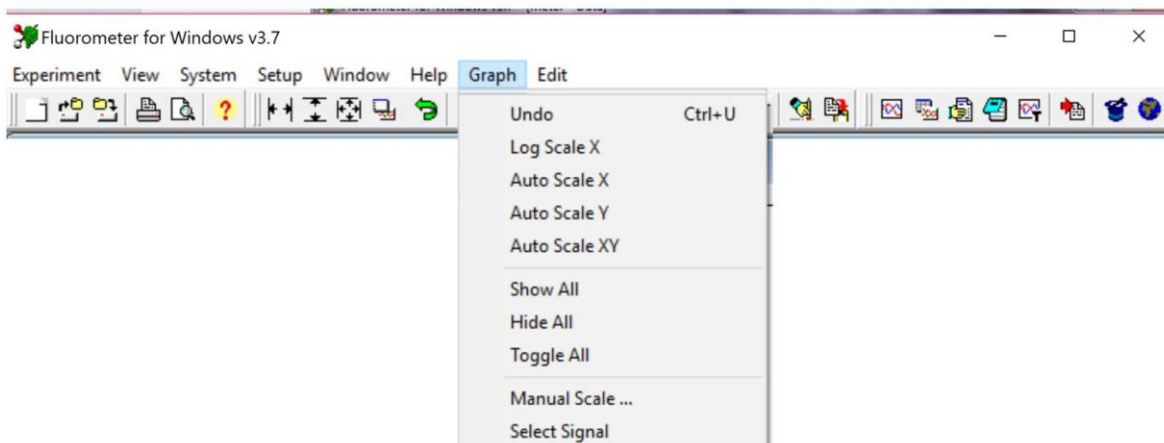 Fluorometer for Windows v3.7
Experiment View System Setup Window Help Graph Edit
?
Undo Ctrl+U
Log Scale X
Auto Scale X
Auto Scale Y
Auto Scale XY
Show All
Hide All
Toggle All
Manual Scale ...
Select Signal